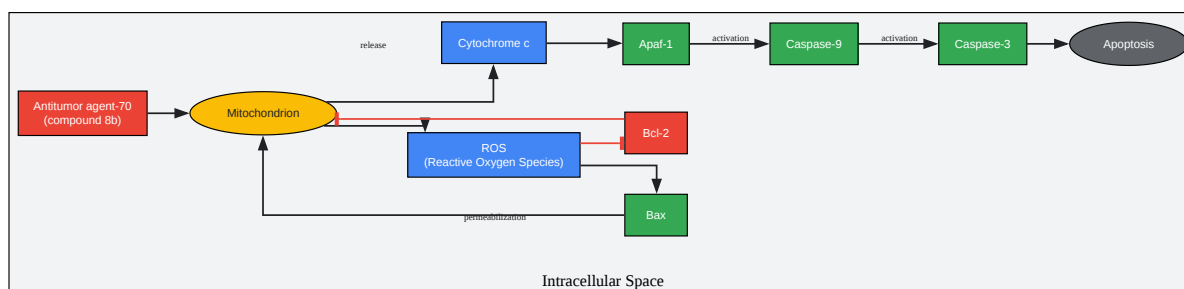 release
Cytochrome c
Apaf-1
activation
Caspase-9
activation
Caspase-3
Apoptosis
Antitumor agent-70
(compound 8b)
Mitochondrion
Bcl-2
ROS
(Reactive Oxygen Species)
permeabilization
Bax
Intracellular Space